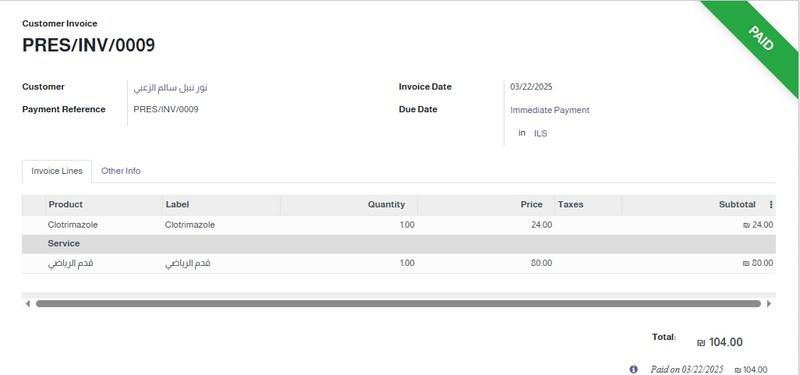 Customer Invoice
PRES/INV/0009
PAID
Customer نور نبيل سالم الزعبي Invoice Date 03/22/2025
Payment Reference PRES/INV/0009 Due Date Immediate Payment
in ILS
Invoice Lines Other Info
Product Label Quantity Price Taxes Subtotal
Clotrimazole Clotrimazole 1.00 24.00 ₪ 24.00
Service
قدم الرياضي قدم الرياضي 1.00 80.00 ₪ 80.00
Total: ₪ 104.00
Paid on 03/22/2025 ₪ 104.00